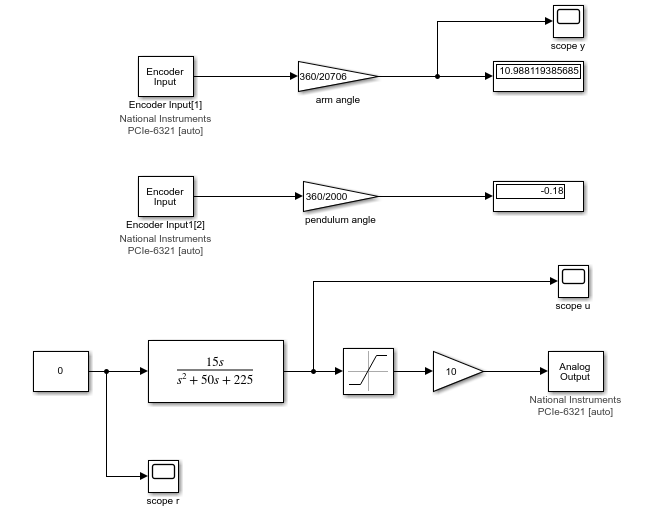 scope y
Encoder
Input
360/20706
10.988119385685
Encoder Input[1]
arm angle
National Instruments
PCIe-6321 [auto]
Encoder
Input
360/2000
-0.18
Encoder Input1[2]
pendulum angle
National Instruments
PCIe-6321 [auto]
scope u
0
15s
s² + 50s + 225
10
Analog
Output
National Instruments
PCIe-6321 [auto]
scope r